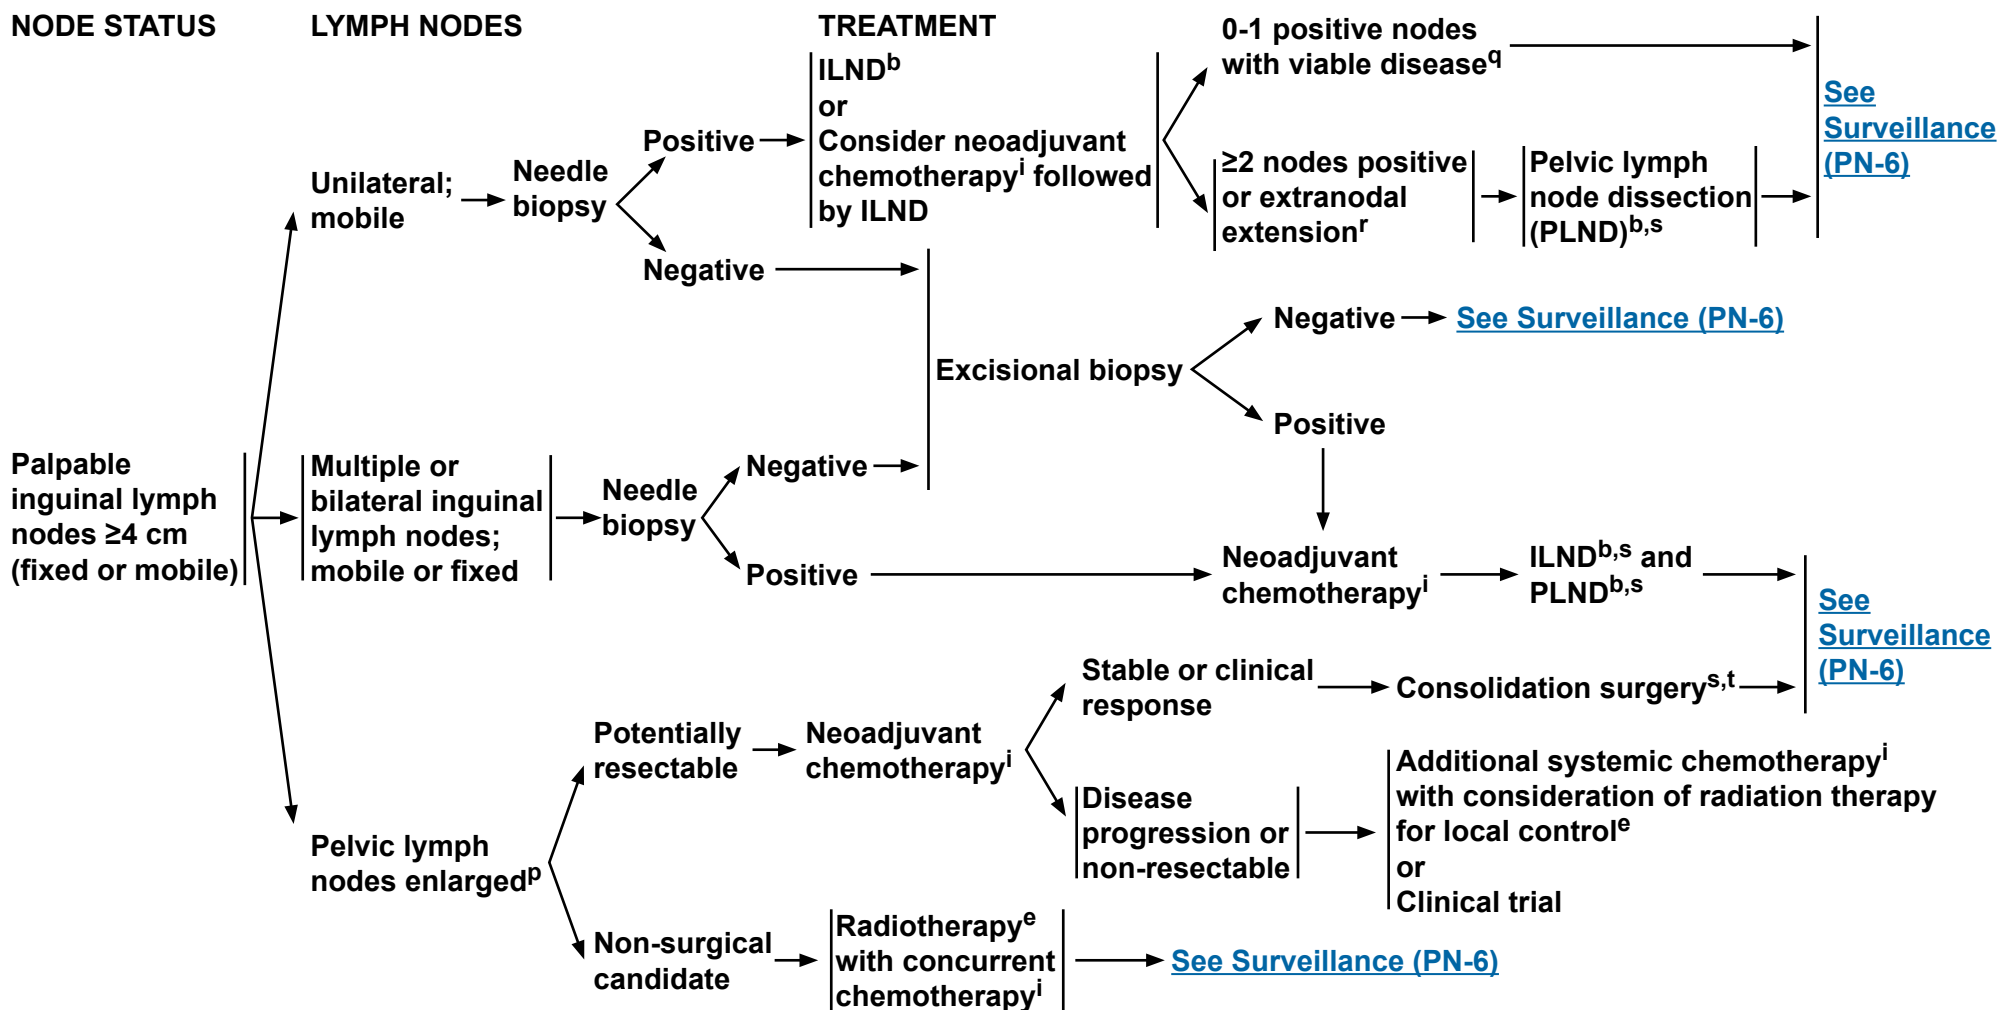 NODE STATUS
LYMPH NODES
TREATMENT
Palpable
inguinal lymph
nodes ≥4 cm
(fixed or mobile)
Unilateral;
mobile
Needle
biopsy
Positive
Negative
ILNDb
or
Consider neoadjuvant
chemotherapyi followed
by ILND
0-1 positive nodes
with viable diseaseq
≥2 nodes positive
or extranodal
extensionr
Pelvic lymph
node dissection
(PLND)b,s
See
Surveillance
(PN-6)
Excisional biopsy
Negative
See Surveillance (PN-6)
Positive
Multiple or
bilateral inguinal
lymph nodes;
mobile or fixed
Needle
biopsy
Negative
Positive
Neoadjuvant
chemotherapyi
ILNDb,s and
PLNDb,s
See
Surveillance
(PN-6)
Pelvic lymph
nodes enlargedp
Potentially
resectable
Neoadjuvant
chemotherapyi
Stable or clinical
response
Consolidation surgerys,t
Disease
progression or
non-resectable
Additional systemic chemotherapyi
with consideration of radiation therapy
for local controle
or
Clinical trial
Non-surgical
candidate
Radiotherapye
with concurrent
chemotherapyi
See Surveillance (PN-6)